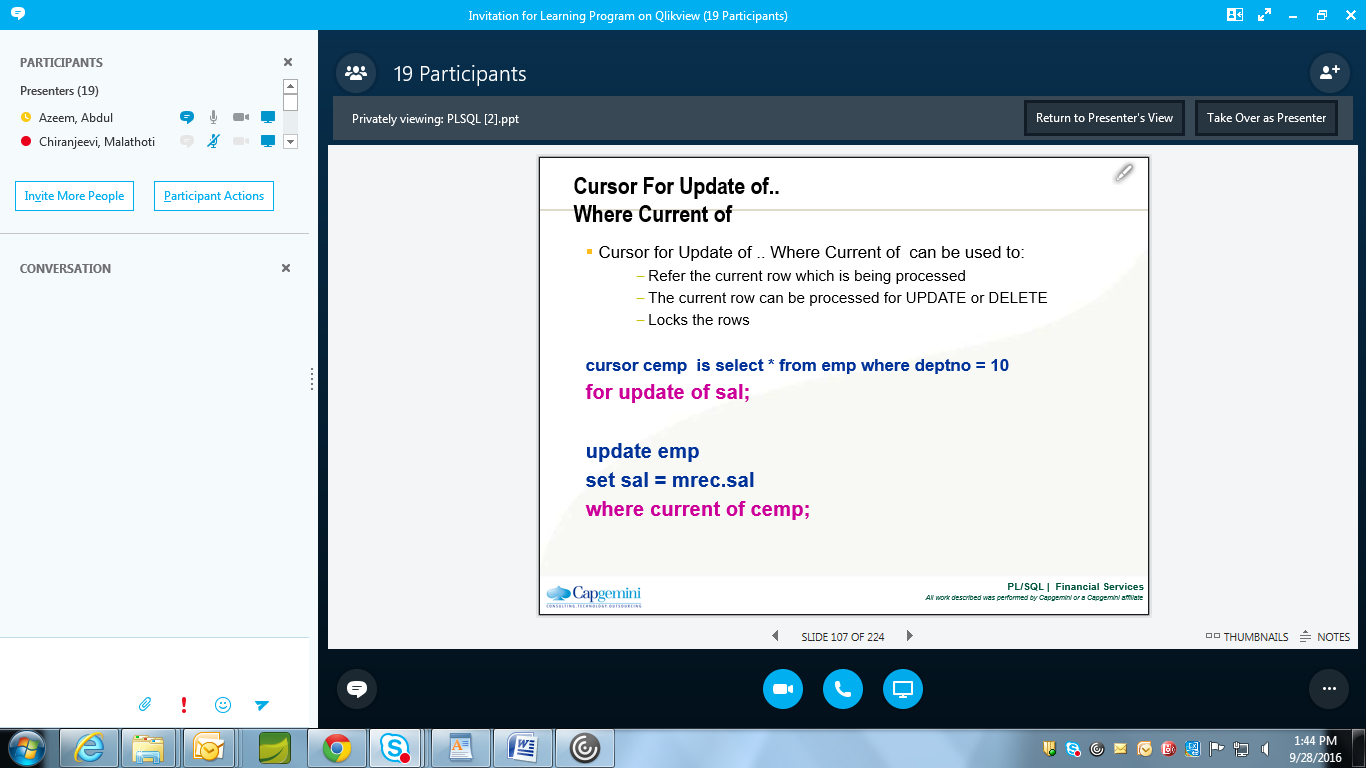 Invitation for Learning Program on Qlikview (19 Participants)
PARTICIPANTS
Presenters (19)
Azeem, Abdul
Chiranjeevi, Malathoti
Invite More People
Participant Actions
CONVERSATION
19 Participants
Privately viewing: PLSQL [2].ppt
Return to Presenter's View
Take Over as Presenter
Cursor For Update of..
Where Current of
Cursor for Update of .. Where Current of can be used to:
– Refer the current row which is being processed
– The current row can be processed for UPDATE or DELETE
– Locks the rows
cursor cemp is select * from emp where deptno = 10
for update of sal;
update emp
set sal = mrec.sal
where current of cemp;
Capgemini
CONSULTING.TECHNOLOGY.OUTSOURCING
PL/SQL | Financial Services
All work described was performed by Capgemini or a Capgemini affiliate
SLIDE 107 OF 224
THUMBNAILS
NOTES
1:44 PM
9/28/2016